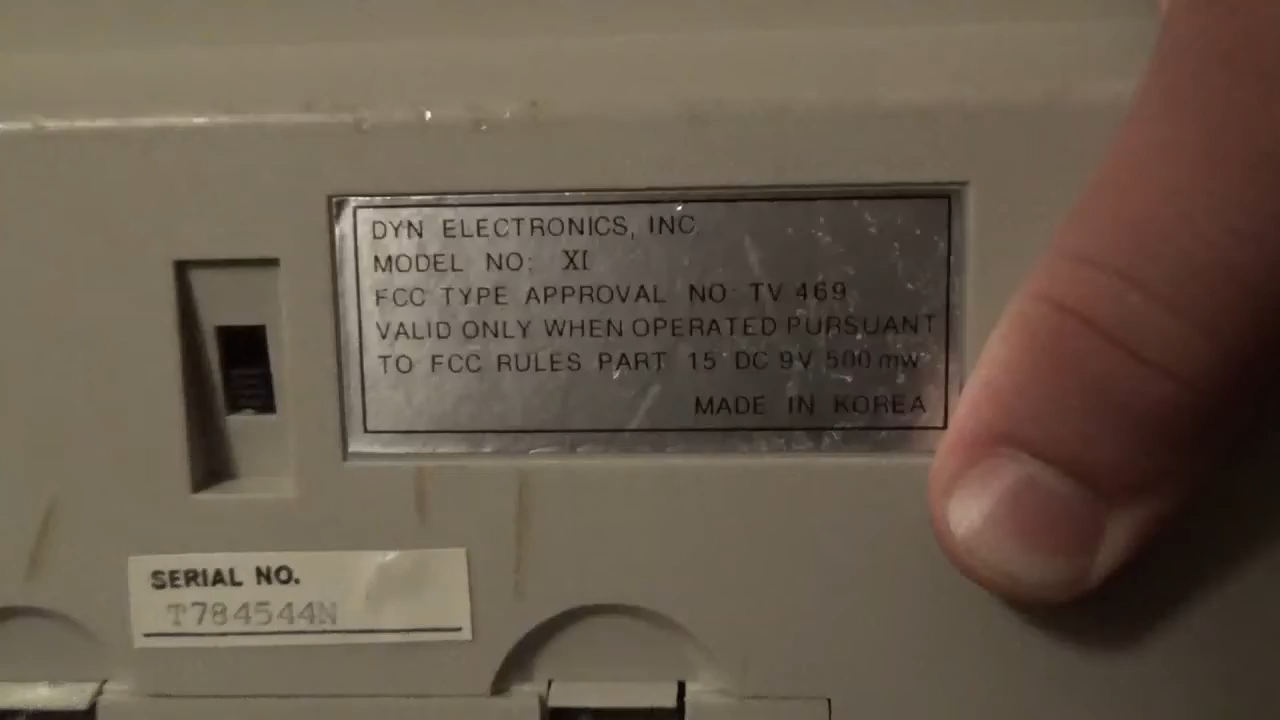 DYN ELECTRONICS, INC.
MODEL NO: XI
FCC TYPE APPROVAL NO: TV 469
VALID ONLY WHEN OPERATED PURSUANT
TO FCC RULES PART 15 DC 9V 500 mw
MADE IN KOREA
SERIAL NO.
T784544N